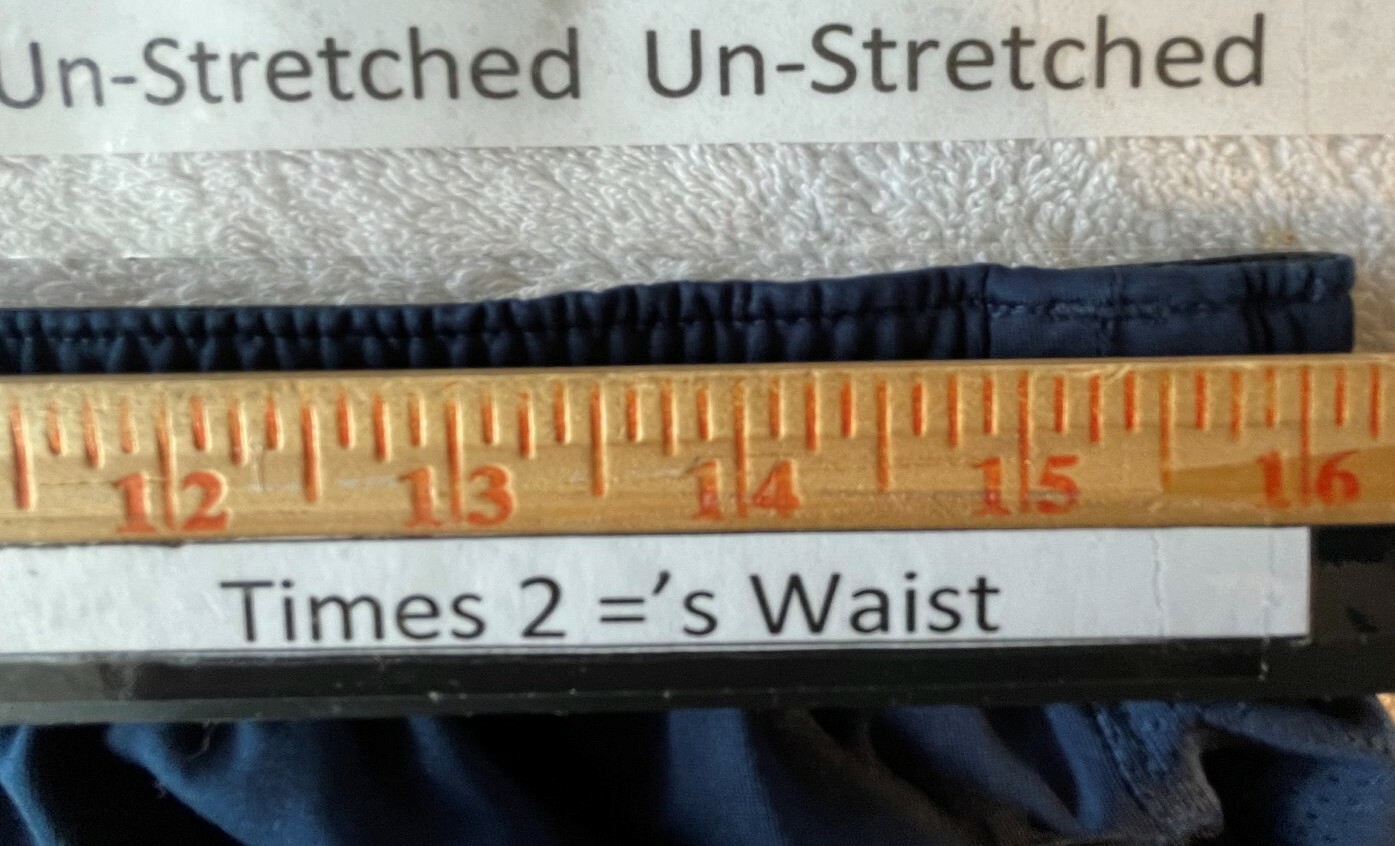 Un-Stretched Un-Stretched
12 13 14 15 16
Times 2 =’s Waist